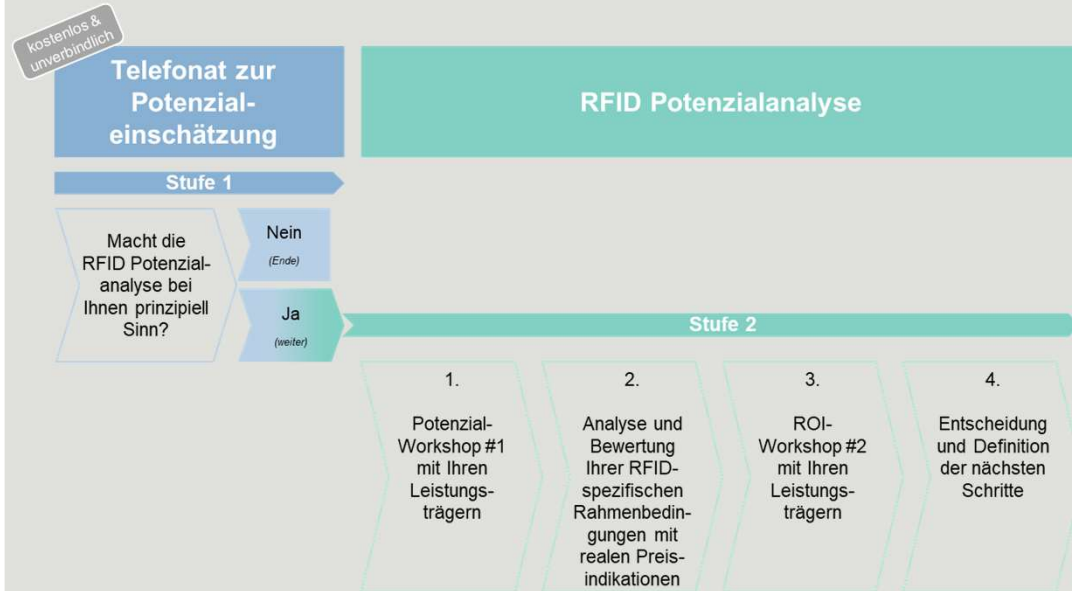 kostenlos &
unverbindlich
Telefonat zur
Potenzial-
einschätzung
RFID Potenzialanalyse
Stufe 1
Macht die
RFID Potenzial-
analyse bei
Ihnen prinzipiell
Sinn?
Nein
(Ende)
Ja
(weiter)
Stufe 2
1.
Potenzial-
Workshop #1
mit Ihren
Leistungs-
trägern
2.
Analyse und
Bewertung
Ihrer RFID-
spezifischen
Rahmenbedin-
gungen mit
realen Preis-
indikationen
3.
ROI-
Workshop #2
mit Ihren
Leistungs-
trägern
4.
Entscheidung
und Definition
der nächsten
Schritte